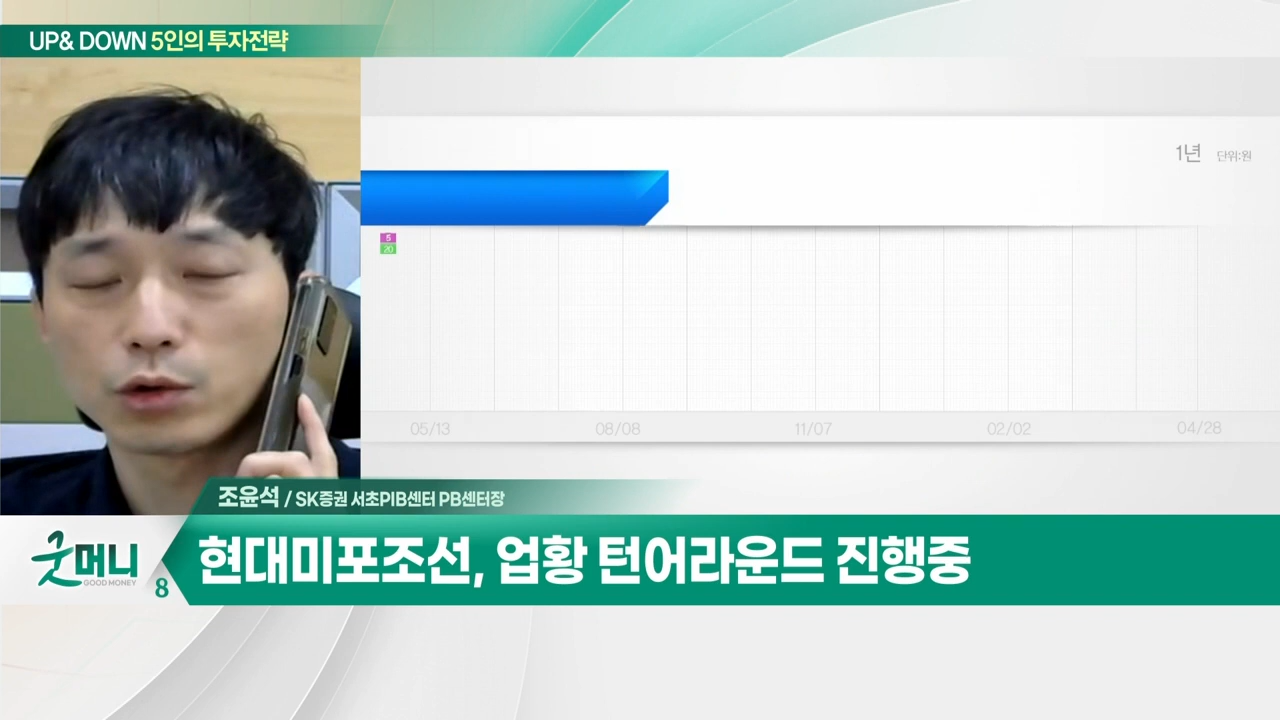 UP& DOWN 5인의 투자전략
1년 단위:원
5
20
05/13 08/08 11/07 02/02 04/28
조윤석 / SK증권 서초PIB센터 PB센터장
굿머니
GOOD MONEY
8
현대미포조선, 업황 턴어라운드 진행중